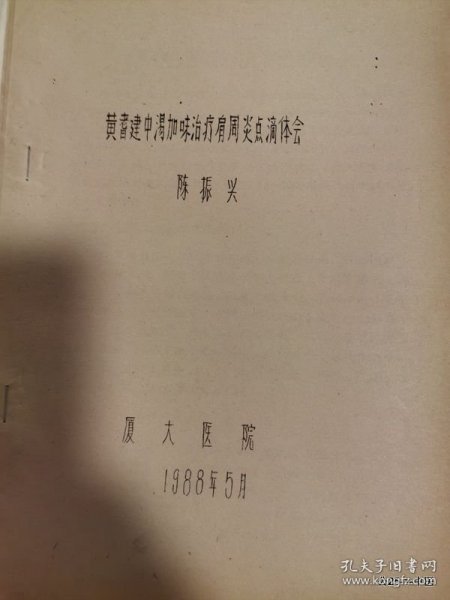 黄耆建中湯加味治疗肩周炎点滴体会
陈振兴
厦大医院
1988年5月
孔夫子旧书网